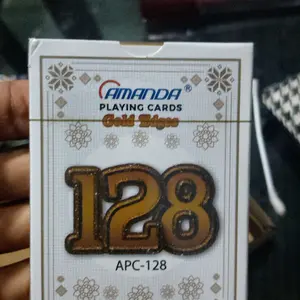 AMANDA ®
PLAYING CARDS
Gold Edges
128
APC-128